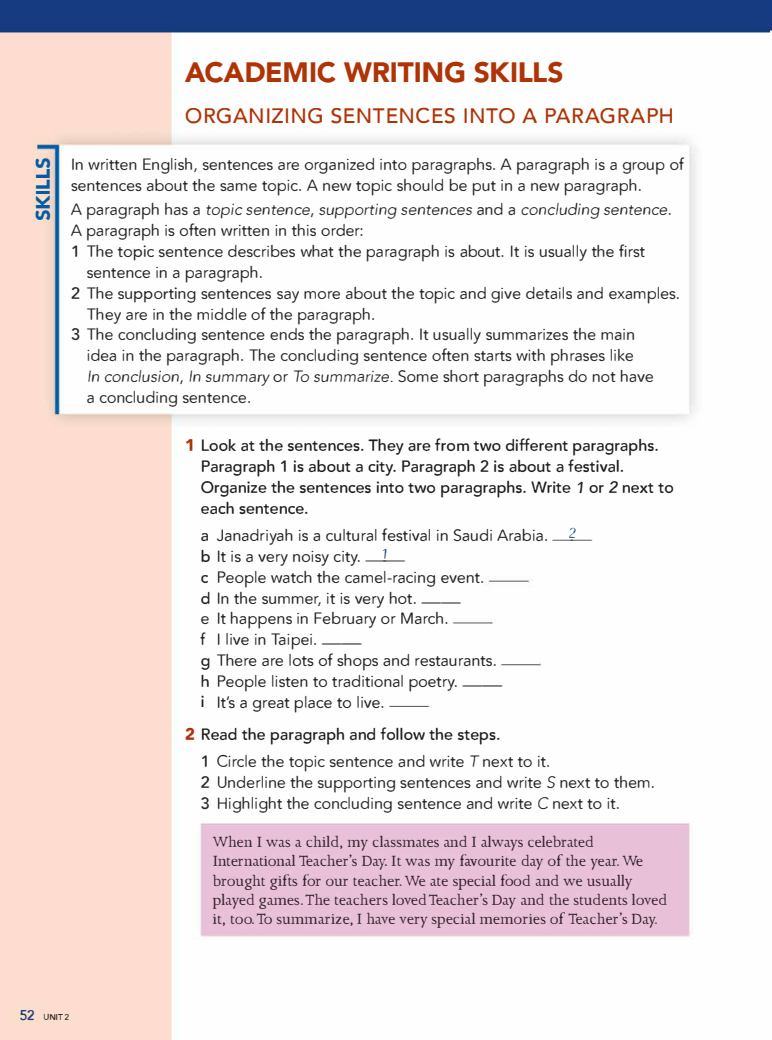 ACADEMIC WRITING SKILLS
ORGANIZING SENTENCES INTO A PARAGRAPH
SKILLS
In written English, sentences are organized into paragraphs. A paragraph is a group of
sentences about the same topic. A new topic should be put in a new paragraph.
A paragraph has a topic sentence, supporting sentences and a concluding sentence.
A paragraph is often written in this order:
1 The topic sentence describes what the paragraph is about. It is usually the first
sentence in a paragraph.
2 The supporting sentences say more about the topic and give details and examples.
They are in the middle of the paragraph.
3 The concluding sentence ends the paragraph. It usually summarizes the main
idea in the paragraph. The concluding sentence often starts with phrases like
In conclusion, In summary or To summarize. Some short paragraphs do not have
a concluding sentence.
1 Look at the sentences. They are from two different paragraphs.
Paragraph 1 is about a city. Paragraph 2 is about a festival.
Organize the sentences into two paragraphs. Write 1 or 2 next to
each sentence.
a Janadriyah is a cultural festival in Saudi Arabia. 2
b It is a very noisy city. 1
c People watch the camel-racing event. ____
d In the summer, it is very hot. ____
e It happens in February or March. ____
f I live in Taipei. ____
g There are lots of shops and restaurants. ____
h People listen to traditional poetry. ____
i It's a great place to live. ____
2 Read the paragraph and follow the steps.
1 Circle the topic sentence and write T next to it.
2 Underline the supporting sentences and write S next to them.
3 Highlight the concluding sentence and write C next to it.
When I was a child, my classmates and I always celebrated
International Teacher's Day. It was my favourite day of the year. We
brought gifts for our teacher. We ate special food and we usually
played games. The teachers loved Teacher's Day and the students loved
it, too. To summarize, I have very special memories of Teacher's Day.
52 UNIT 2